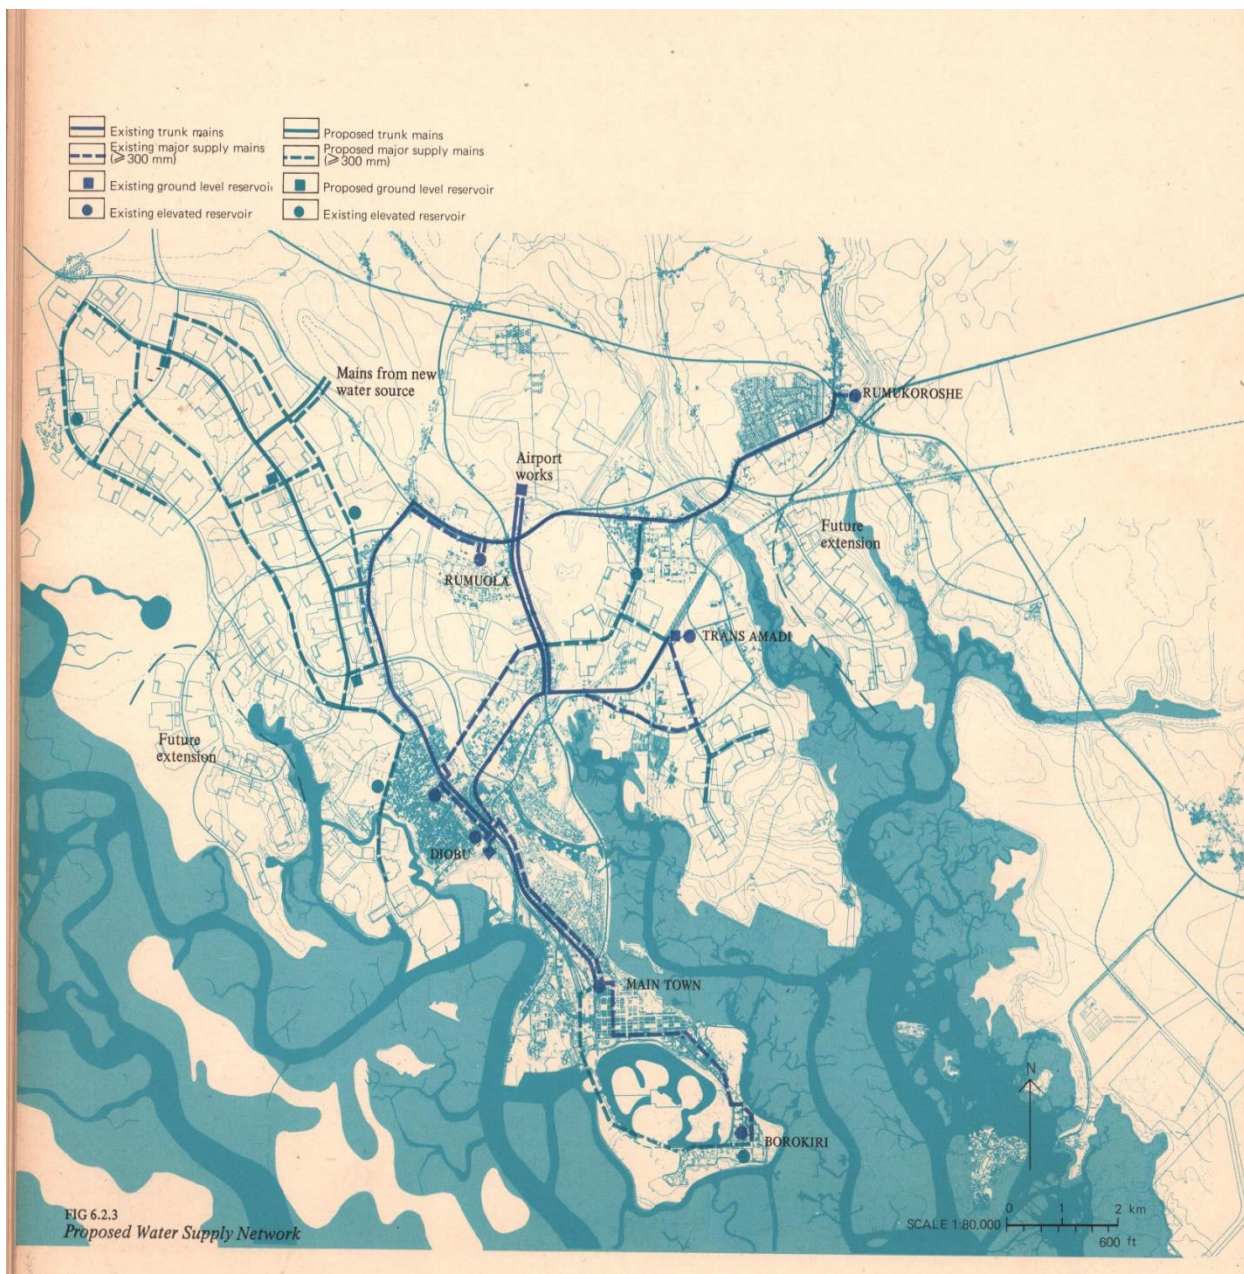 Existing trunk mains
Existing major supply mains
(⩾300 mm)
Existing ground level reservoir
Existing elevated reservoir
Proposed trunk mains
Proposed major supply mains
(⩾300 mm)
Proposed ground level reservoir
Existing elevated reservoir
Mains from new
water source
RUMUKOROSHE
Airport
works
Future
extension
RUMUOLA
TRANS AMADI
Future
extension
DIOBU
MAIN TOWN
BOROKIRI
N
FIG 6.2.3
Proposed Water Supply Network
0 1 2 km
SCALE 1:80.000
600 ft